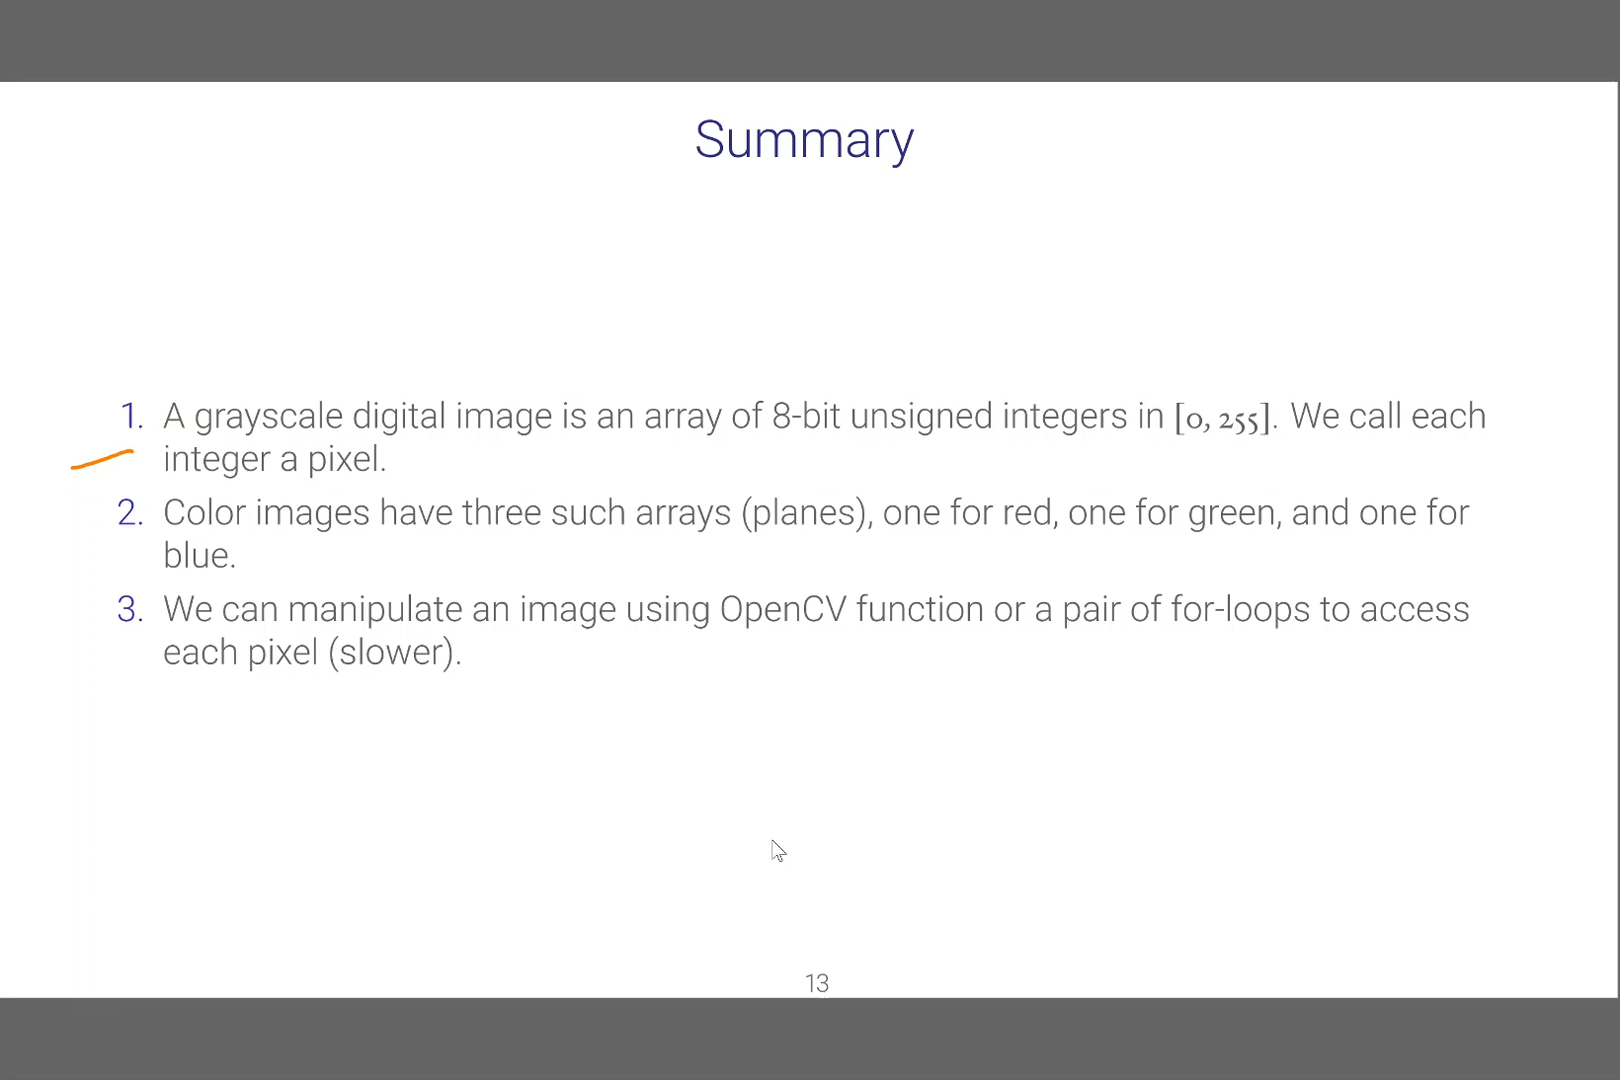 Summary
1. A grayscale digital image is an array of 8-bit unsigned integers in [0, 255]. We call each
integer a pixel.
2. Color images have three such arrays (planes), one for red, one for green, and one for
blue.
3. We can manipulate an image using OpenCV function or a pair of for-loops to access
each pixel (slower).
13